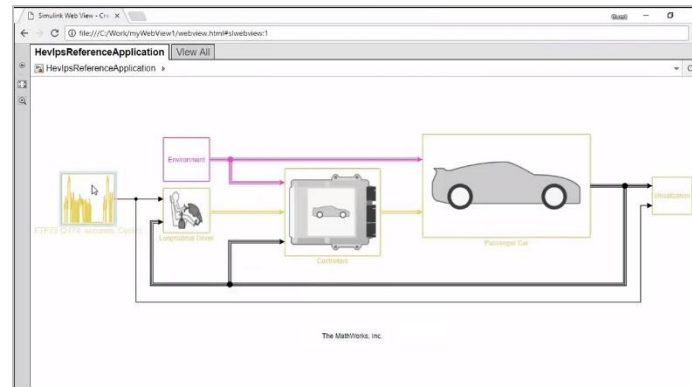 Simulink Web View - Cre
Guest
file:///C:/Work/myWebView1/webview.html#slwebview:1
HevIpsReferenceApplication
View All
HevIpsReferenceApplication
Environment
Longitudinal Driver
Controllers
Passenger Car
Visualization
The MathWorks, Inc.